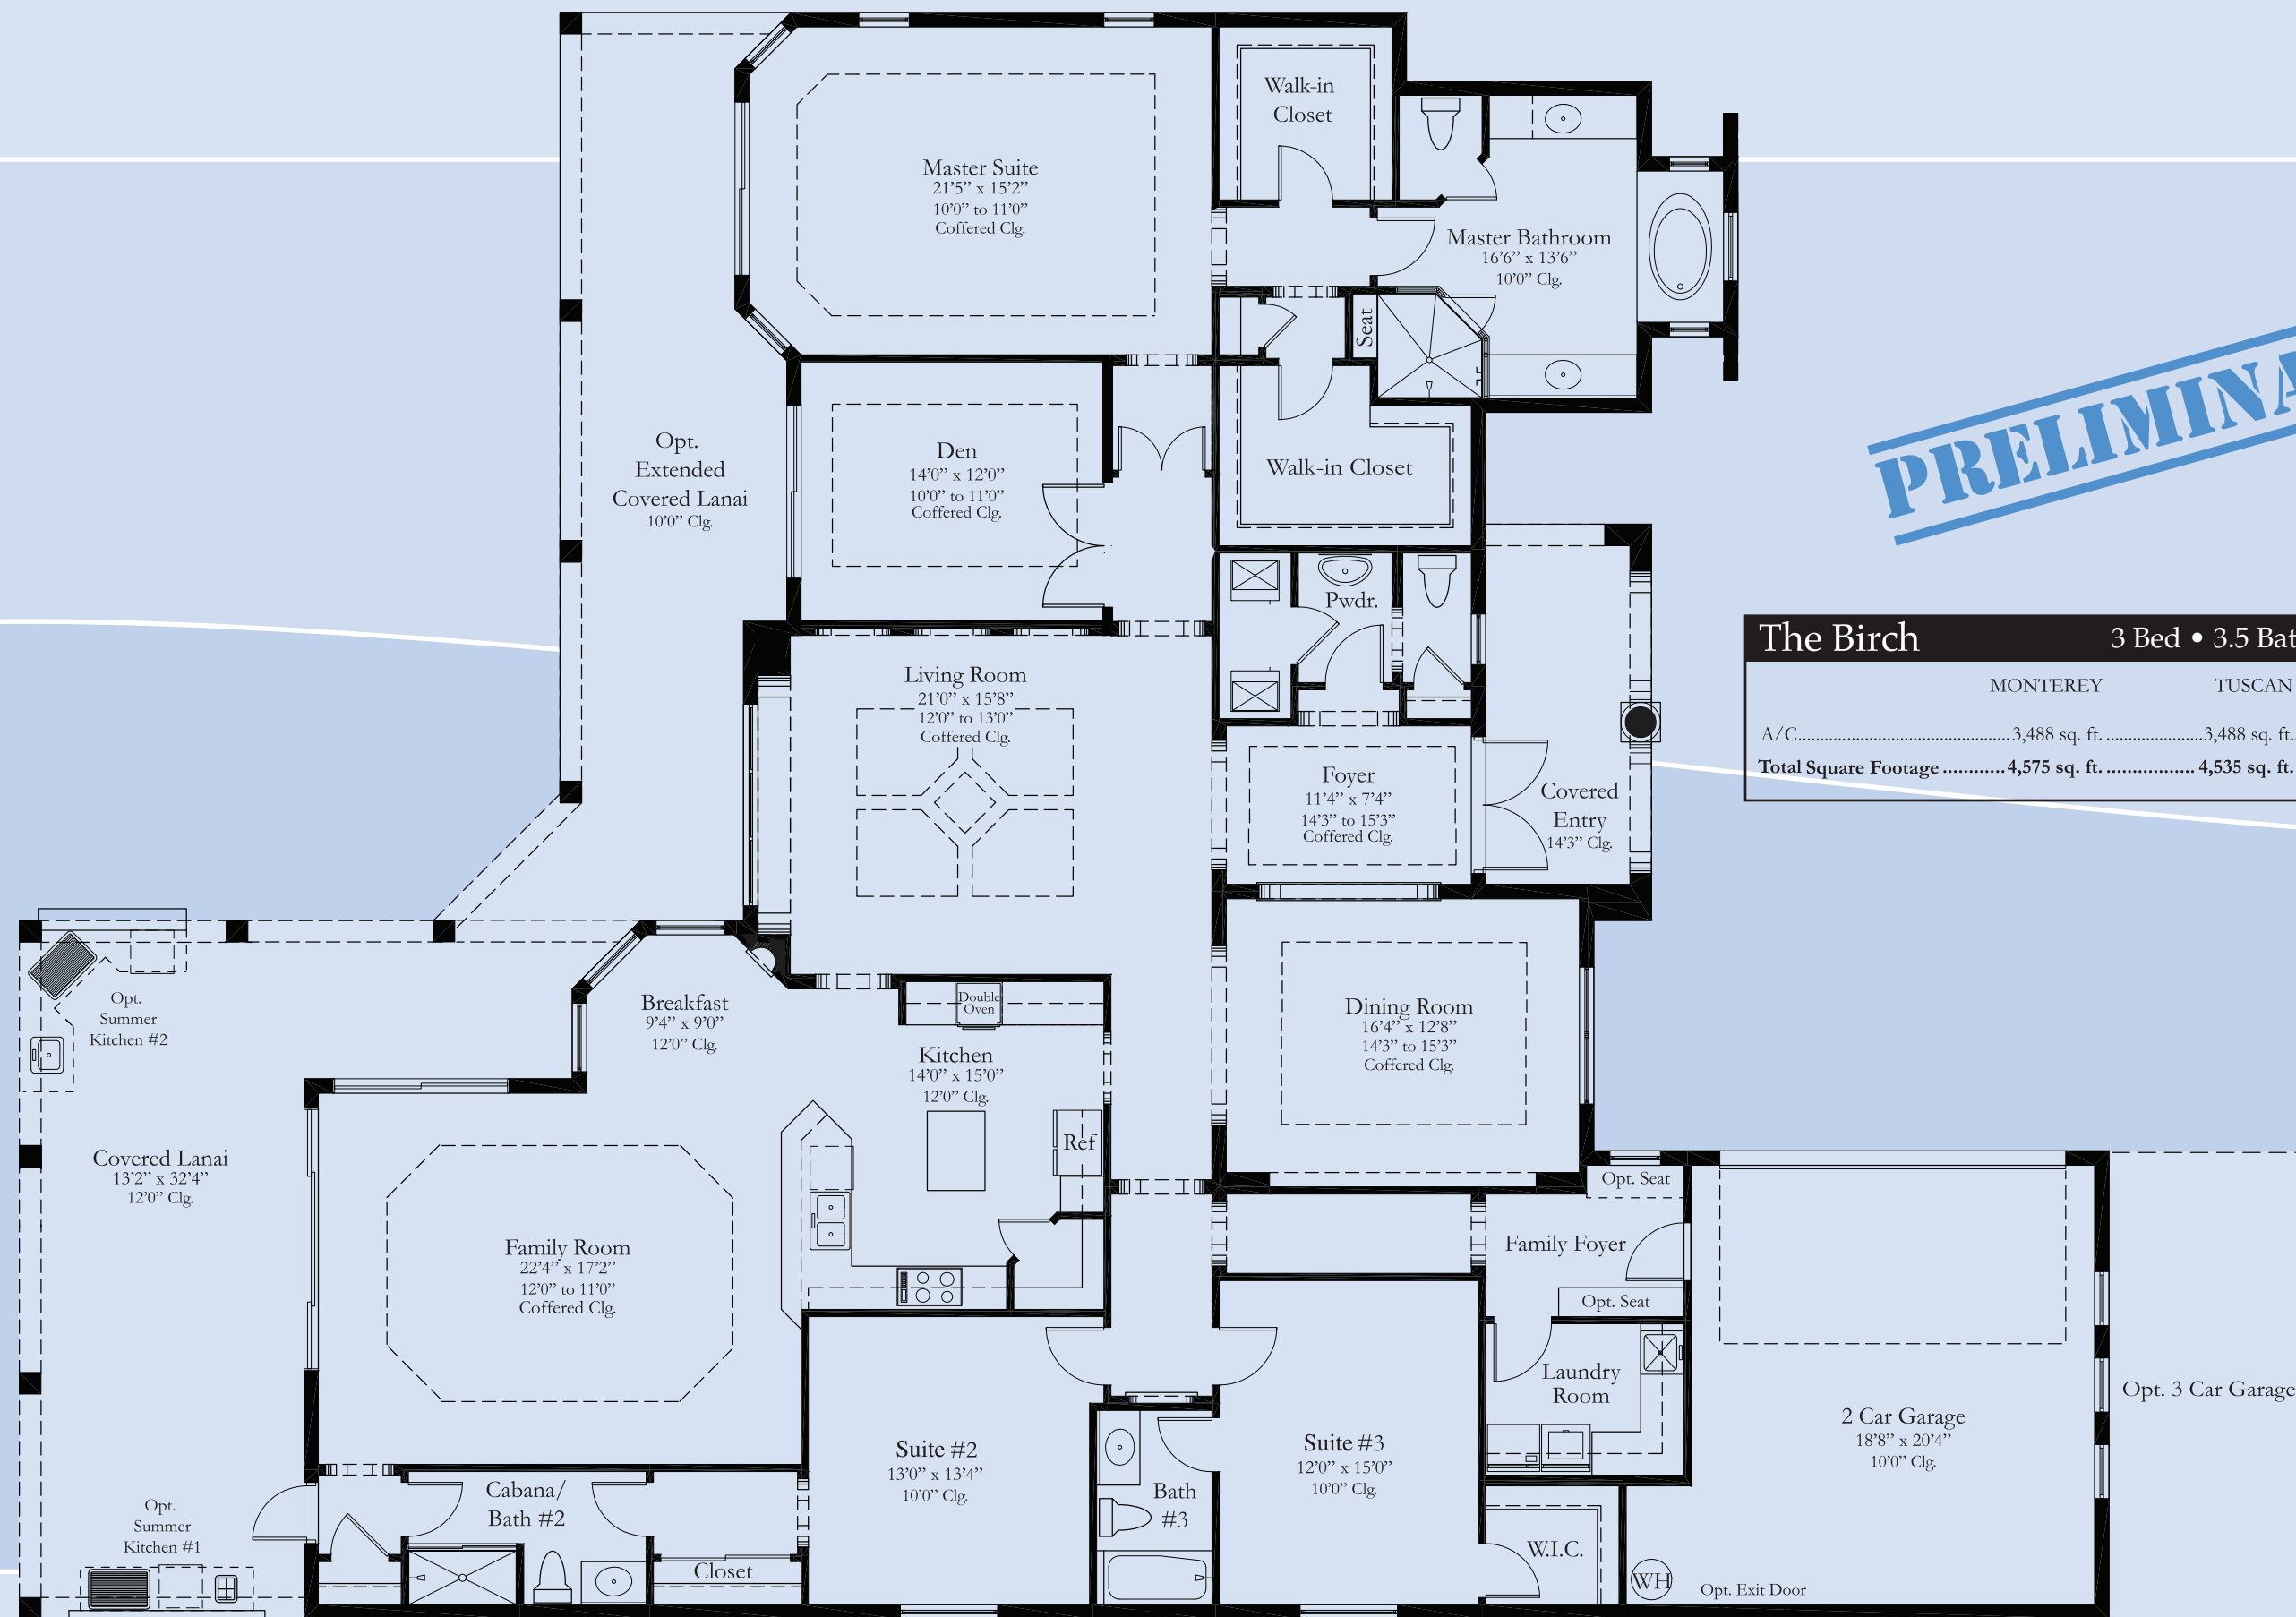 Walk-in
Closet
Master Suite
21'5" x 15'2"
10'0" to 11'0"
Coffered Clg.
Master Bathroom
16'6" x 13'6"
10'0" Clg.
Seat
Opt.
Extended
Covered Lanai
10'0" Clg.
Den
14'0" x 12'0"
10'0" to 11'0"
Coffered Clg.
Walk-in Closet
PRELIMINA
Pwdr.
The Birch 3 Bed • 3.5 Bat
MONTEREY TUSCAN
A/C 3,488 sq. ft. 3,488 sq. ft.
Total Square Footage 4,575 sq. ft. 4,535 sq. ft.
Living Room
21'0" x 15'8"
12'0" to 13'0"
Coffered Clg.
Foyer
11'4" x 7'4"
14'3" to 15'3"
Coffered Clg.
Covered
Entry
14'3" Clg.
Opt.
Summer
Kitchen #2
Breakfast
9'4" x 9'0"
12'0" Clg.
Double
Oven
Kitchen
14'0" x 15'0"
12'0" Clg.
Ref
Dining Room
16'4" x 12'8"
14'3" to 15'3"
Coffered Clg.
Covered Lanai
13'2" x 32'4"
12'0" Clg.
Family Room
22'4" x 17'2"
12'0" to 11'0"
Coffered Clg.
Opt. Seat
Family Foyer
Opt. Seat
Laundry
Room
2 Car Garage
18'8" x 20'4"
10'0" Clg.
Opt. 3 Car Garage
Suite #2
13'0" x 13'4"
10'0" Clg.
Suite #3
12'0" x 15'0"
10'0" Clg.
Cabana/
Bath #2
Bath
#3
Opt.
Summer
Kitchen #1
Closet
W.I.C.
WH
Opt. Exit Door